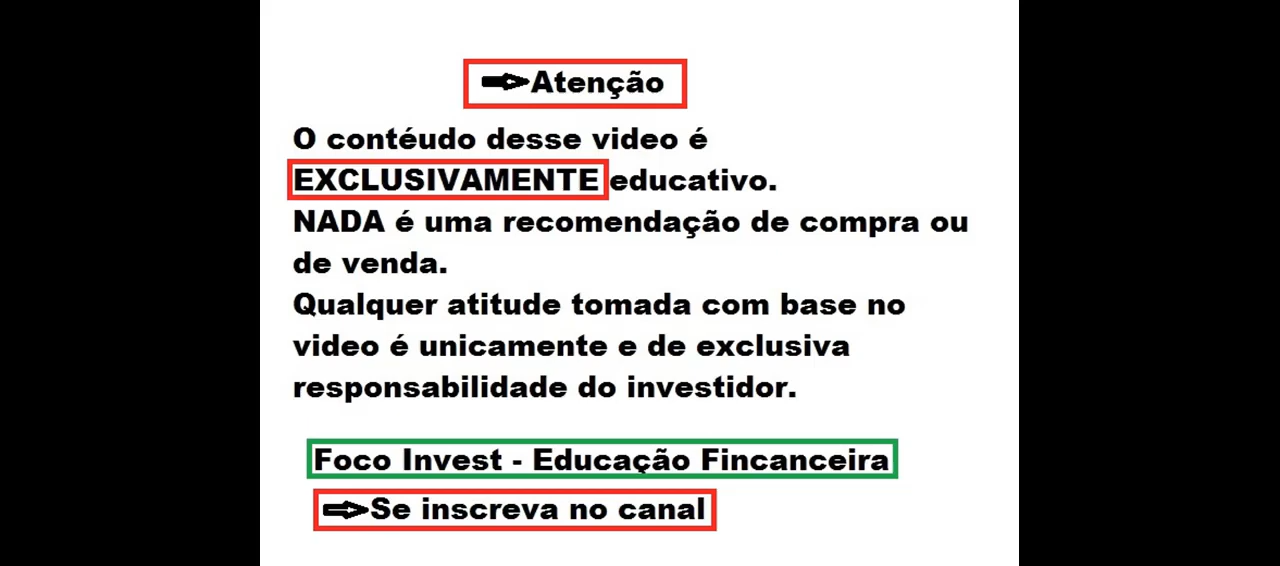 Atenção
O contéudo desse video é
EXCLUSIVAMENTE educativo.
NADA é uma recomendação de compra ou
de venda.
Qualquer atitude tomada com base no
video é unicamente e de exclusiva
responsabilidade do investidor.
Foco Invest - Educação Fincanceira
Se inscreva no canal